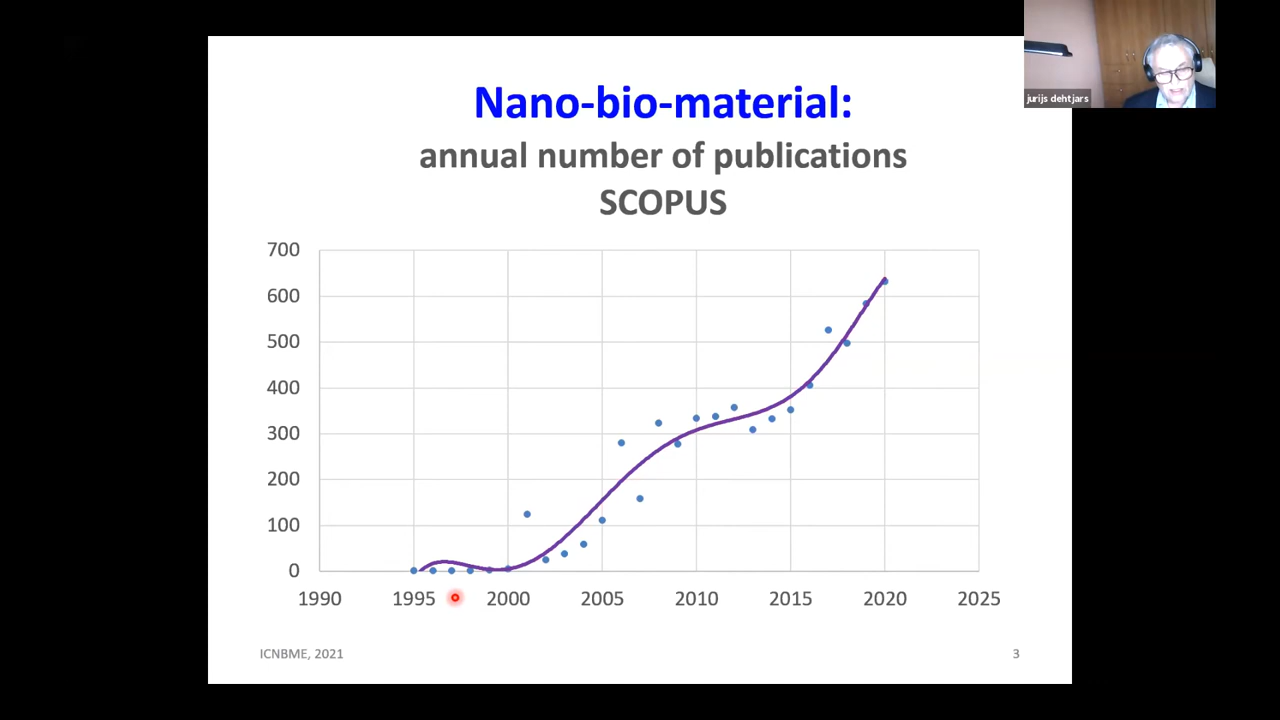 Nano-bio-material:
annual number of publications
SCOPUS
jurijs dehtjars
700
600
500
400
300
200
100
0
1990 1995 2000 2005 2010 2015 2020 2025
ICNBME, 2021
3